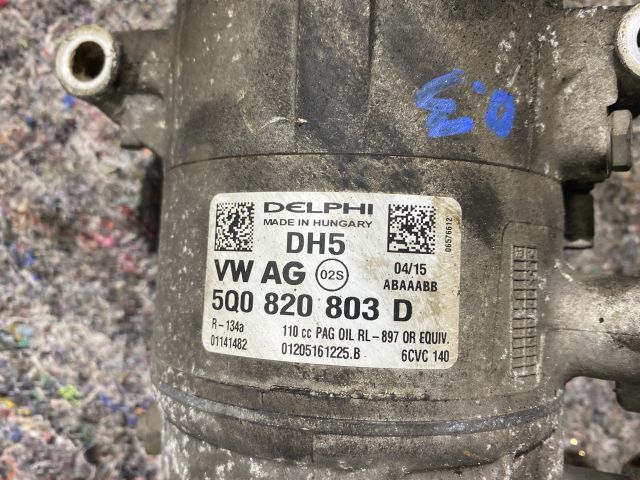 0.3
DELPHI
MADE IN HUNGARY
DH5
06576612
VW AG 02S 04/15
ABAAABB
5Q0 820 803 D
R-134a 110 cc PAG OIL RL-897 OR EQUIV.
01141482 01205161225.B 6CVC 140